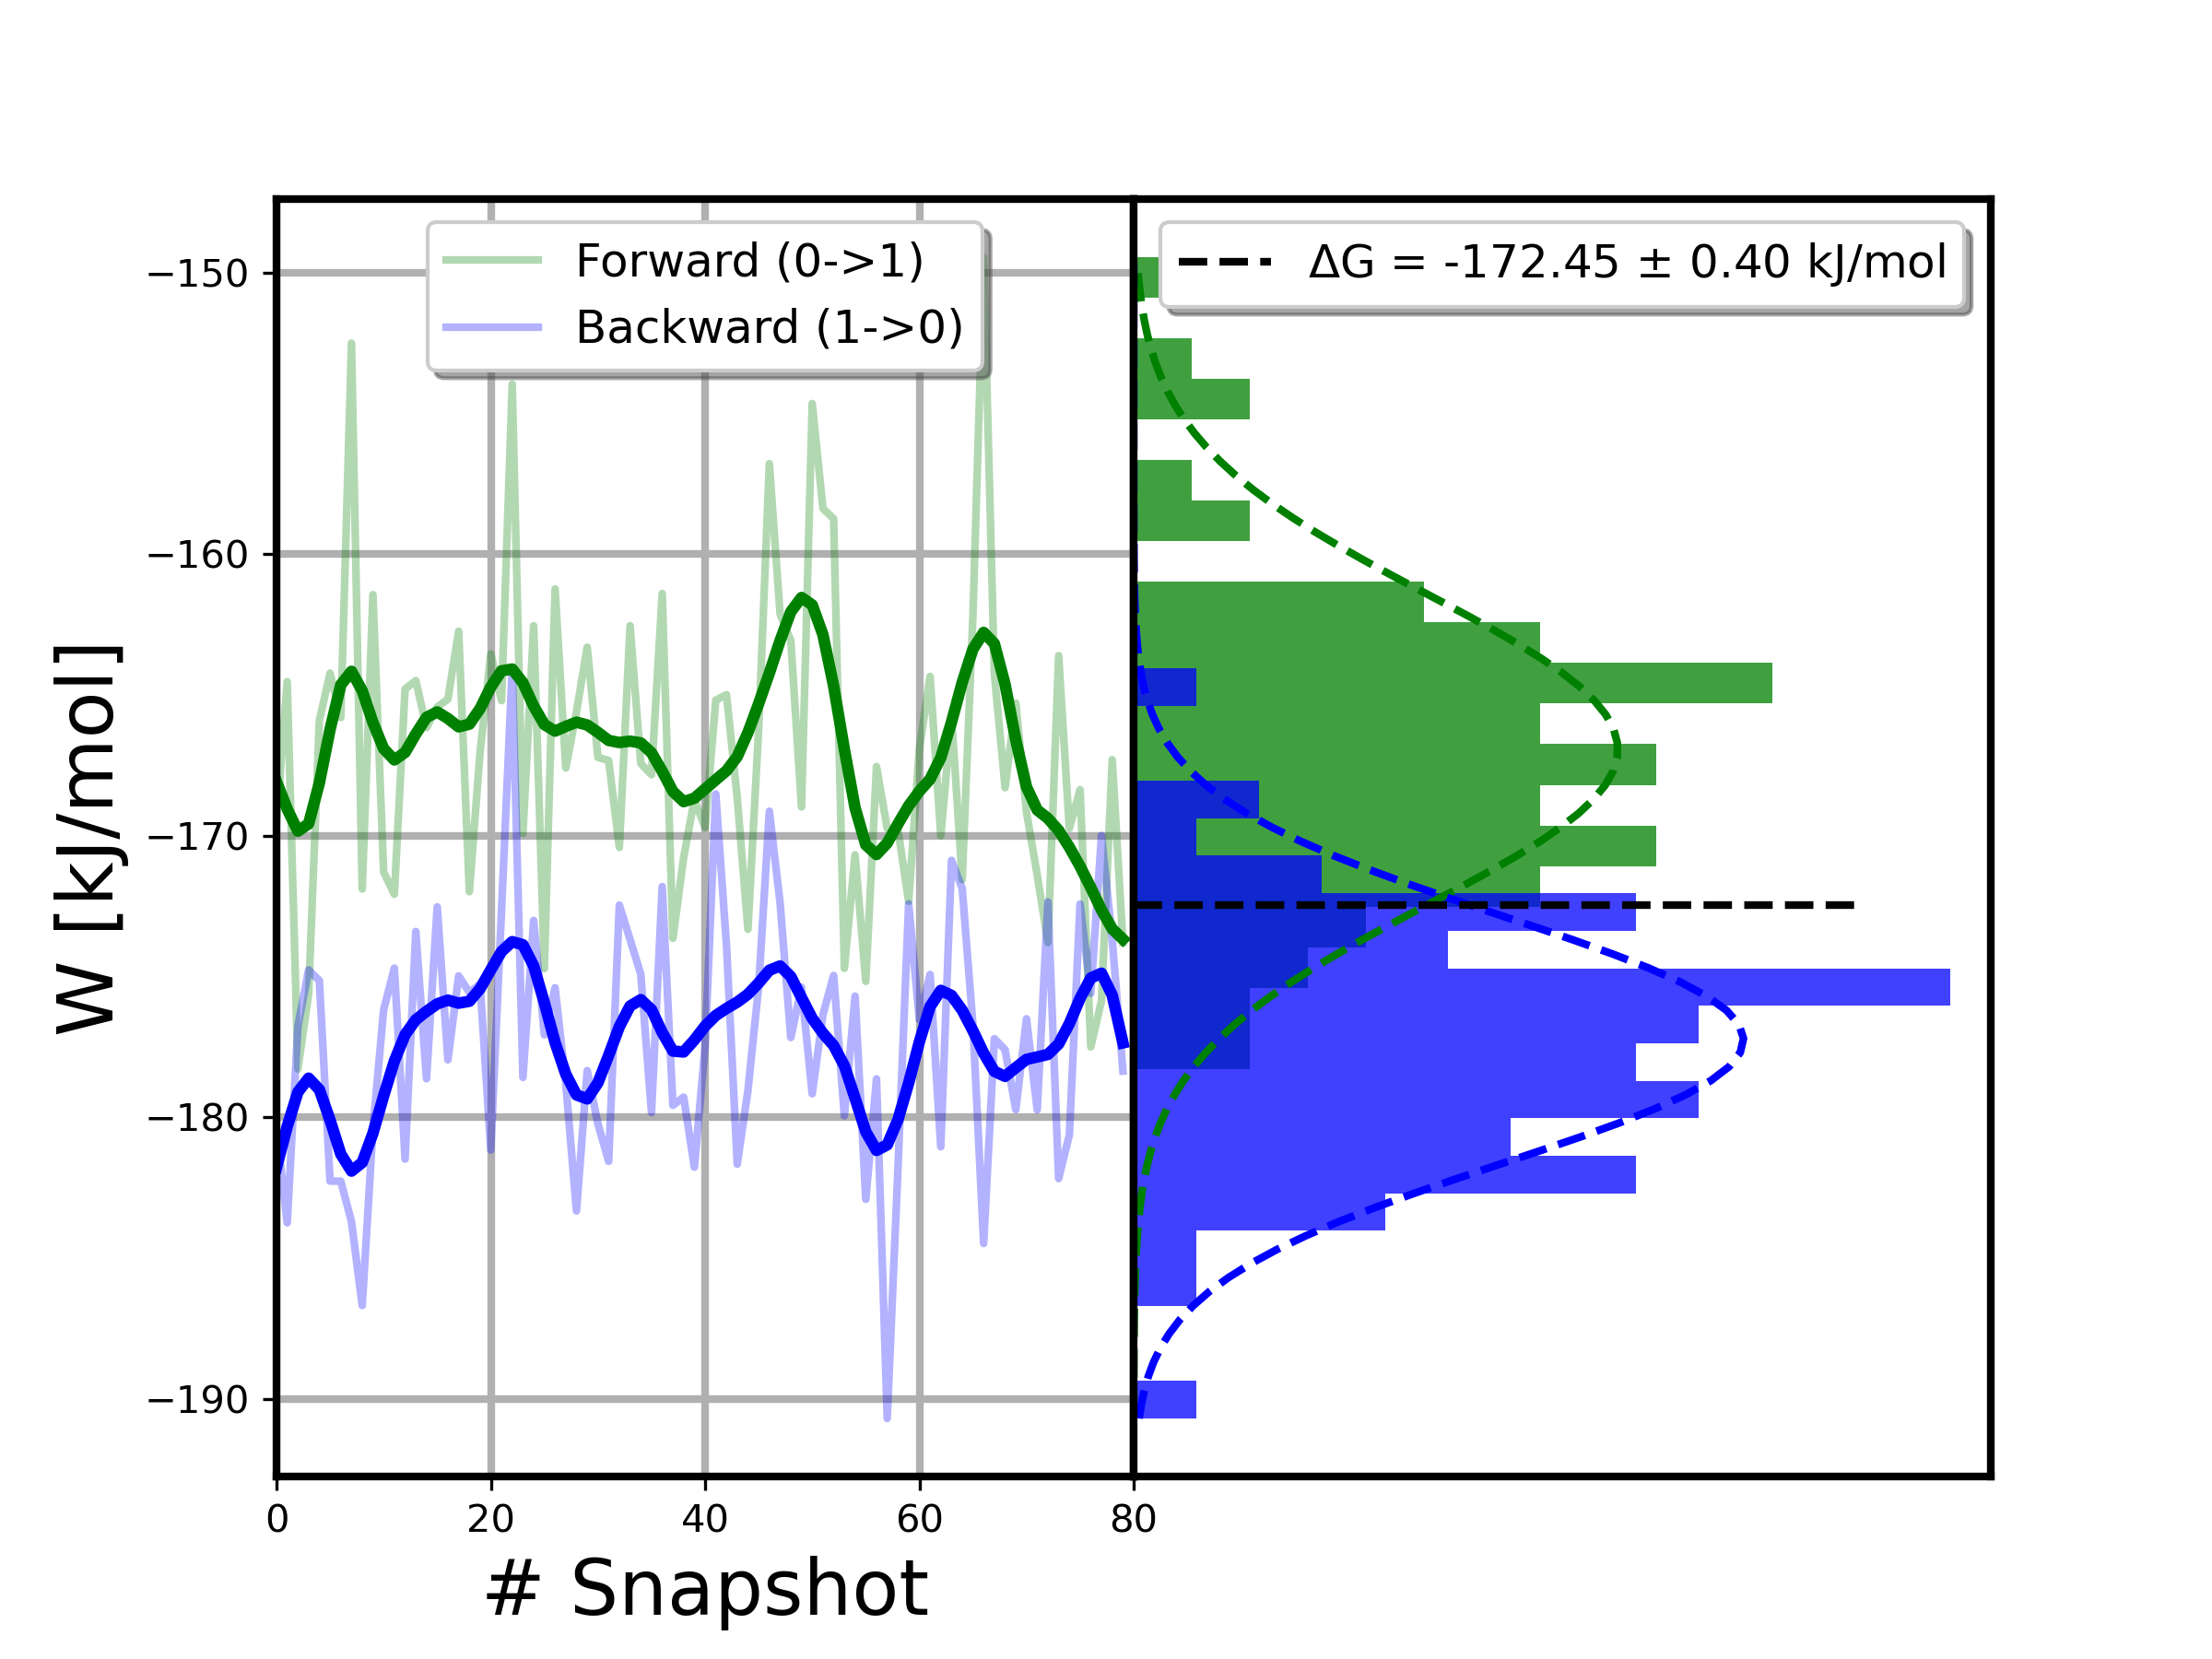 Forward (0->1)
Backward (1->0)
ΔG = -172.45 ± 0.40 kJ/mol
W [kJ/mol]
−150
−160
−170
−180
−190
0 20 40 60 80
# Snapshot